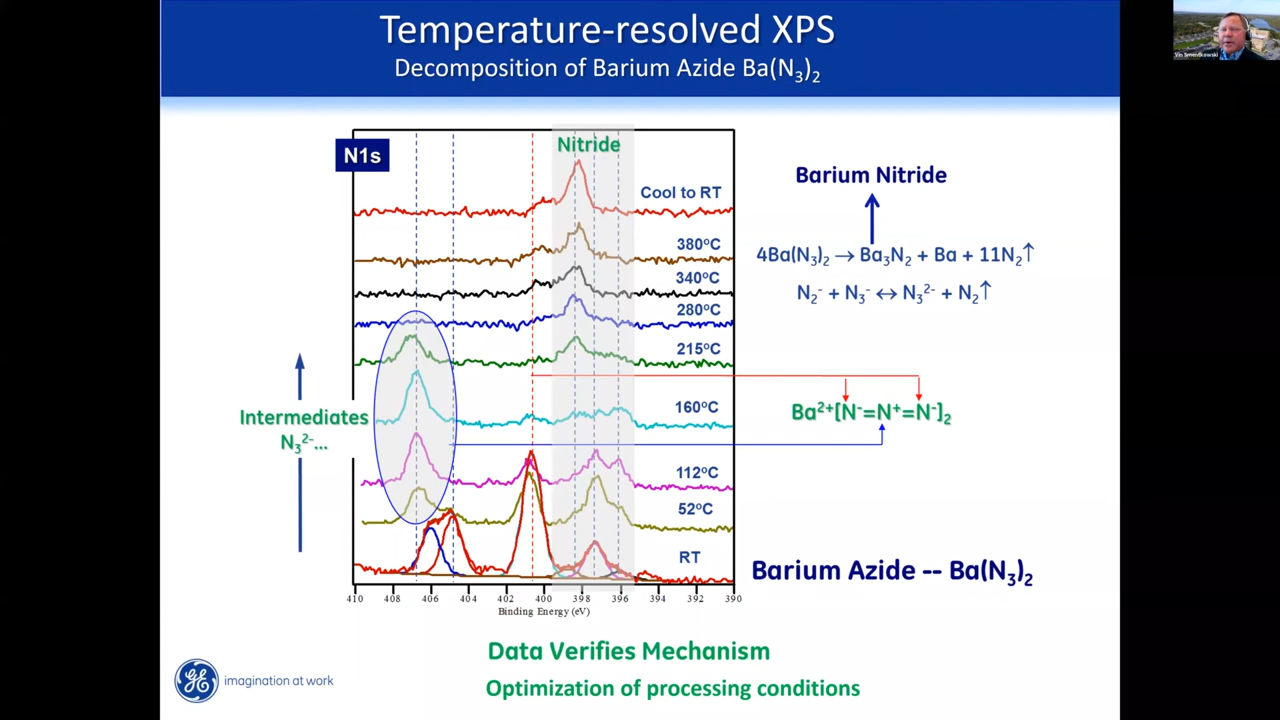 Temperature-resolved XPS
Decomposition of Barium Azide Ba(N₃)₂
Vin Smentkowski
N1s
Nitride
Cool to RT
380°C
340°C
280°C
215°C
160°C
112°C
52°C
RT
Intermediates
N₃²⁻...
410 408 406 404 402 400 398 396 394 392 390
Binding Energy (eV)
Barium Nitride
4Ba(N₃)₂ → Ba₃N₂ + Ba + 11N₂↑
N₂⁻ + N₃⁻ ↔ N₃²⁻ + N₂↑
Ba²⁺[N⁻=N⁺=N⁻]₂
Barium Azide -- Ba(N₃)₂
Data Verifies Mechanism
Optimization of processing conditions
GE imagination at work